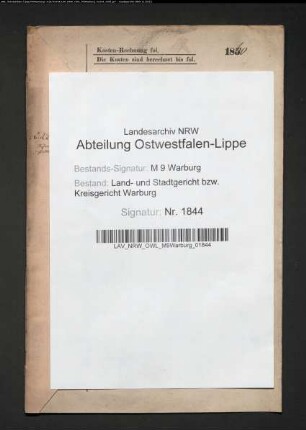 Kosten-Rechnung fol.
Die Kosten sind berechnet bis fol.
Landesarchiv NRW
Abteilung Ostwestfalen-Lippe
Bestands-Signatur: M 9 Warburg
Bestand: Land- und Stadtgericht bzw.
Kreisgericht Warburg
Signatur: Nr. 1844
LAV_NRW_OWL_M9Warburg_01844